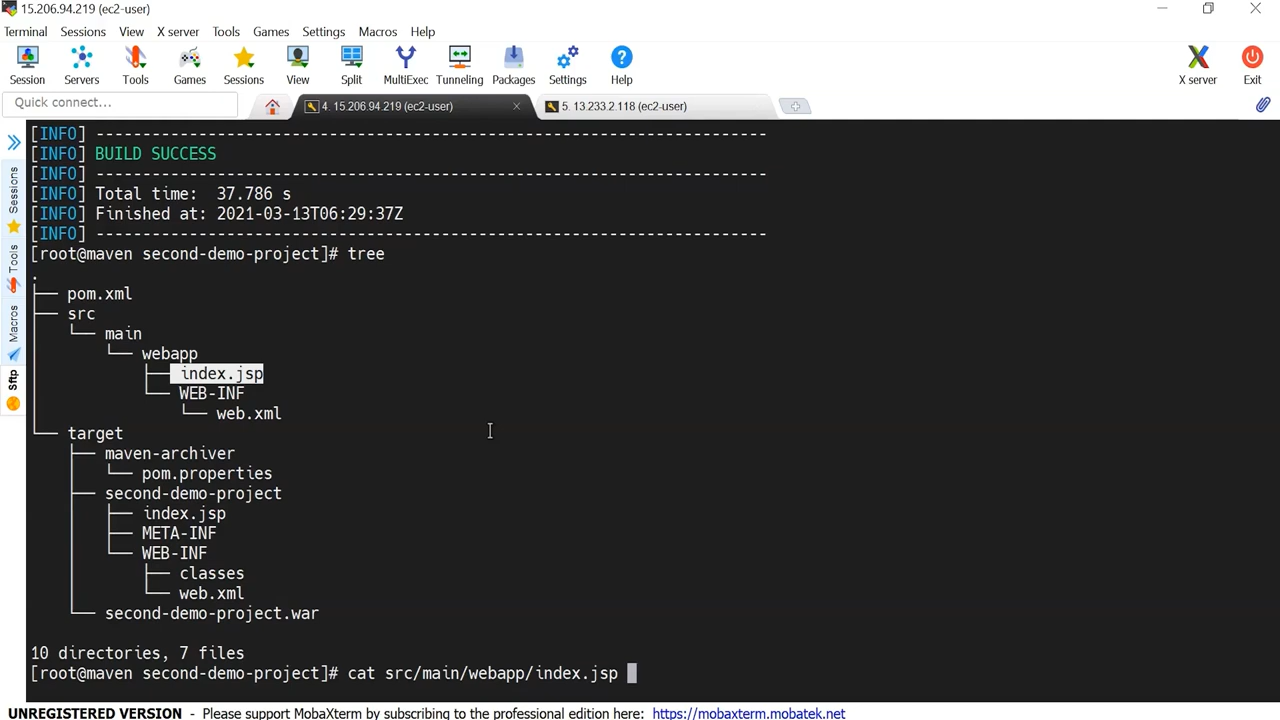 15.206.94.219 (ec2-user)
Terminal Sessions View X server Tools Games Settings Macros Help
Session Servers Tools Games Sessions View Split MultiExec Tunneling Packages Settings Help X server Exit
Quick connect... 4. 15.206.94.219 (ec2-user) 5. 13.233.2.118 (ec2-user)
Sessions
Tools
Macros
Sftp
[INFO] ------------------------------------------------------------------------
[INFO] BUILD SUCCESS
[INFO] ------------------------------------------------------------------------
[INFO] Total time:  37.786 s
[INFO] Finished at: 2021-03-13T06:29:37Z
[INFO] ------------------------------------------------------------------------
[root@maven second-demo-project]# tree
.
├── pom.xml
├── src
│   └── main
│       └── webapp
│           ├── index.jsp
│           └── WEB-INF
│               └── web.xml
└── target
    ├── maven-archiver
    │   └── pom.properties
    ├── second-demo-project
    │   ├── index.jsp
    │   ├── META-INF
    │   └── WEB-INF
    │       ├── classes
    │       └── web.xml
    └── second-demo-project.war
10 directories, 7 files
[root@maven second-demo-project]# cat src/main/webapp/index.jsp
UNREGISTERED VERSION - Please support MobaXterm by subscribing to the professional edition here: https://mobaxterm.mobatek.net